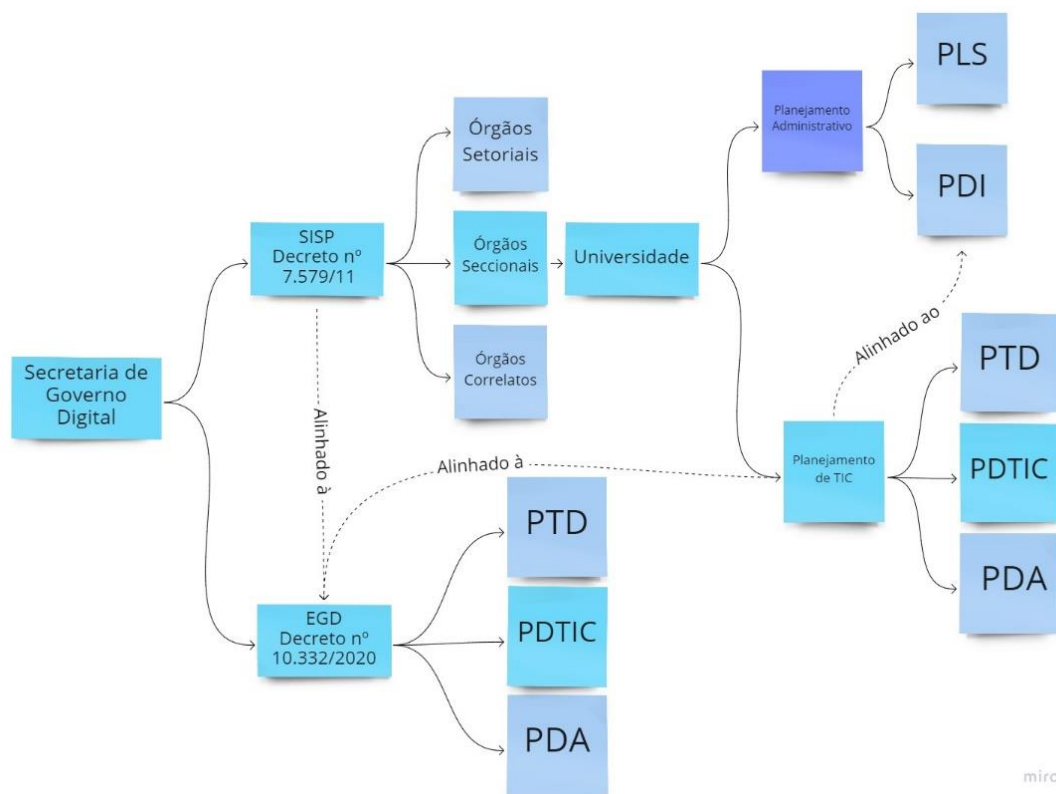 PLS
Planejamento
Administrativo
Órgãos
Setoriais
PDI
SISP
Decreto nº
7.579/11
Órgãos
Seccionais
Universidade
Alinhado ao
Órgãos
Correlatos
PTD
Secretaria de
Governo
Digital
Alinhado à
Alinhado à
Planejamento
de TIC
PDTIC
PTD
PDA
EGD
Decreto nº
10.332/2020
PDTIC
PDA
miro